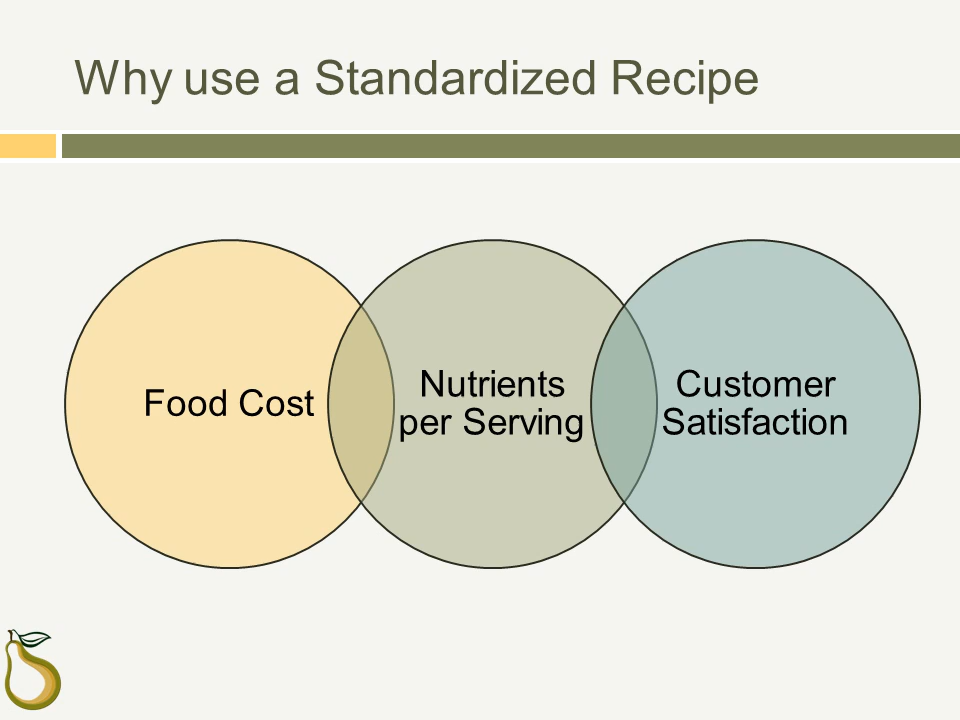 Why use a Standardized Recipe
Food Cost
Nutrients
per Serving
Customer
Satisfaction